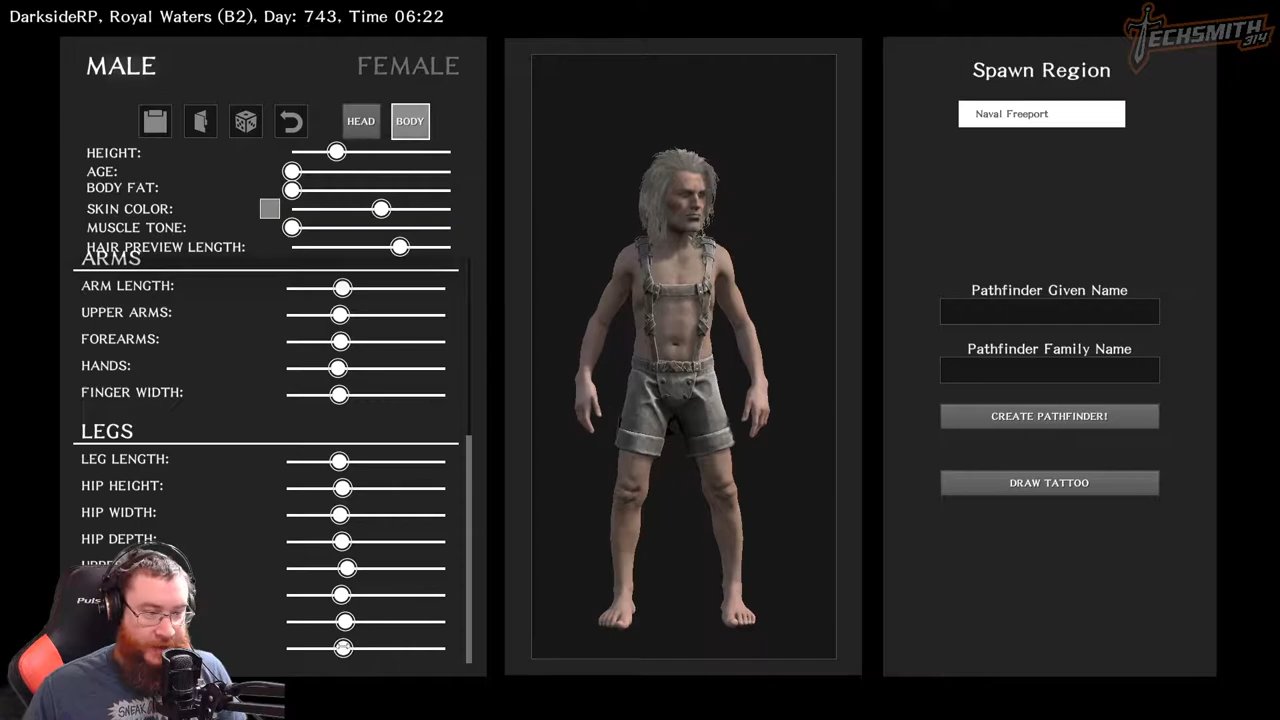 DarksideRP, Royal Waters (B2), Day: 743, Time 06:22
TECHSMITH
314
MALE
FEMALE
HEAD
BODY
HEIGHT:
AGE:
BODY FAT:
SKIN COLOR:
MUSCLE TONE:
HAIR PREVIEW LENGTH:
ARMS
ARM LENGTH:
UPPER ARMS:
FOREARMS:
HANDS:
FINGER WIDTH:
LEGS
LEG LENGTH:
HIP HEIGHT:
HIP WIDTH:
HIP DEPTH:
Spawn Region
Naval Freeport
Pathfinder Given Name
Pathfinder Family Name
CREATE PATHFINDER!
DRAW TATTOO
Puls
SNEAK